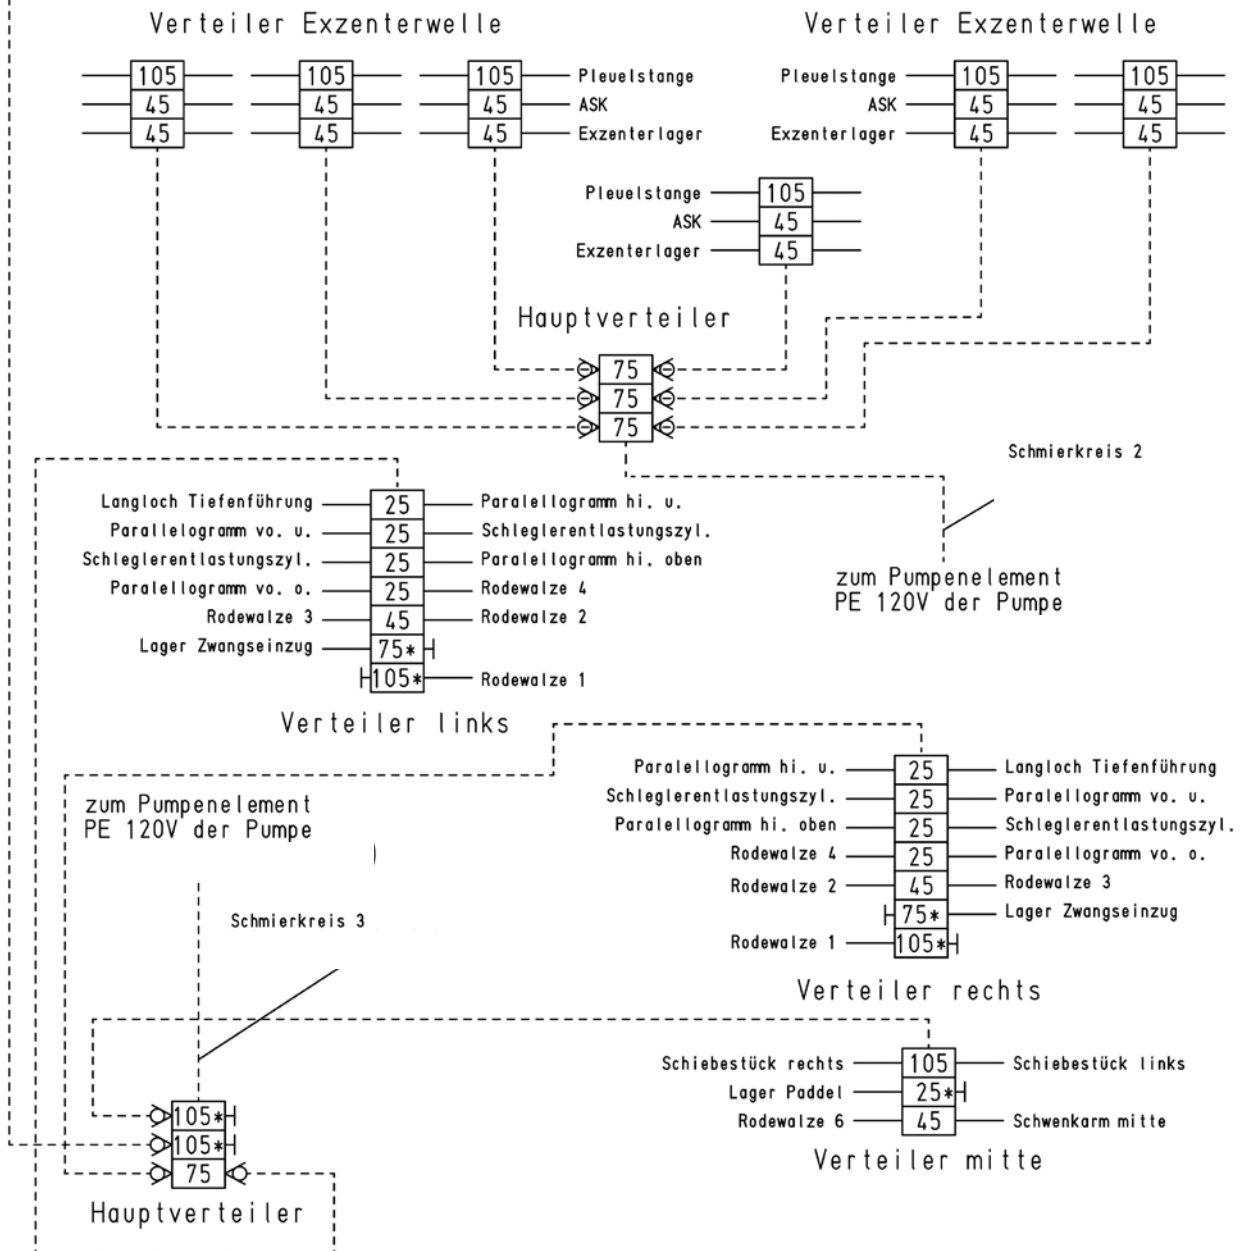 Verteiler Exzenterwelle
Verteiler Exzenterwelle
105 105 105 Pleuelstange
45 45 45 ASK
45 45 45 Exzenterlager
Pleuelstange 105 105
ASK 45 45
Exzenterlager 45 45
Pleuelstange 105
ASK 45
Exzenterlager 45
Hauptverteiler
75
75
75
Schmierkreis 2
zum Pumpenelement
PE 120V der Pumpe
Langloch Tiefenführung 25 Paralellogramm hi. u.
Parallelogramm vo. u. 25 Schleglerentlastungszyl.
Schleglerentlastungszyl. 25 Paralellogramm hi. oben
Paralellogramm vo. o. 25 Rodewalze 4
Rodewalze 3 45 Rodewalze 2
Lager Zwangseinzug 75*
105* Rodewalze 1
Verteiler links
Paralellogramm hi. u. 25 Langloch Tiefenführung
Schleglerentlastungszyl. 25 Paralellogramm vo. u.
Paralellogramm hi. oben 25 Schleglerentlastungszyl.
Rodewalze 4 25 Paralellogramm vo. o.
Rodewalze 2 45 Rodewalze 3
75* Lager Zwangseinzug
Rodewalze 1 105*
Verteiler rechts
zum Pumpenelement
PE 120V der Pumpe
Schmierkreis 3
Schiebestück rechts 105 Schiebestück links
Lager Paddel 25*
Rodewalze 6 45 Schwenkarm mitte
Verteiler mitte
105*
105*
75
Hauptverteiler